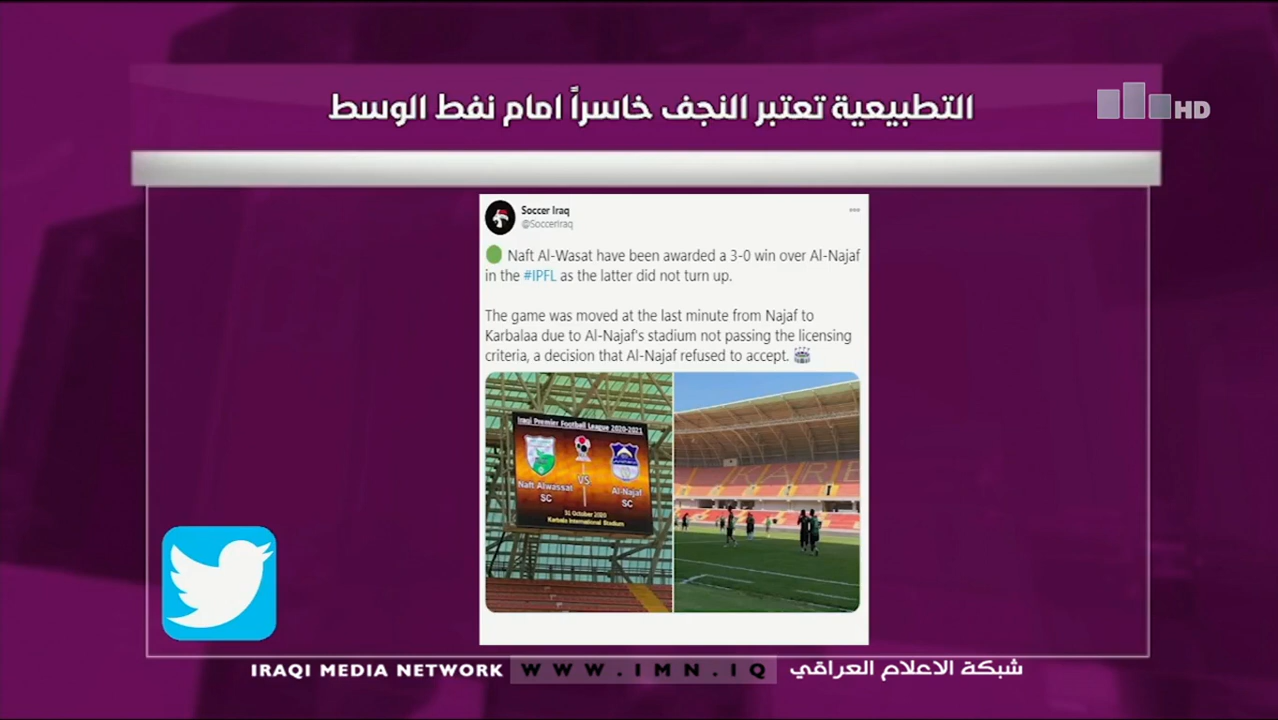 التطبيعية تعتبر النجف خاسراً امام نفط الوسط
HD
Soccer Iraq
@SoccerIraq
Naft Al-Wasat have been awarded a 3-0 win over Al-Najaf
in the #IPFL as the latter did not turn up.
The game was moved at the last minute from Najaf to
Karbalaa due to Al-Najaf's stadium not passing the licensing
criteria, a decision that Al-Najaf refused to accept.
Iraqi Premier Football League 2020-2021
VS
Naft Alwassat
SC
Al-Najaf
SC
31 October 2020
Karbala International Stadium
KARB
IRAQI MEDIA NETWORK WWW.IMN.IQ شبكة الاعلام العراقي